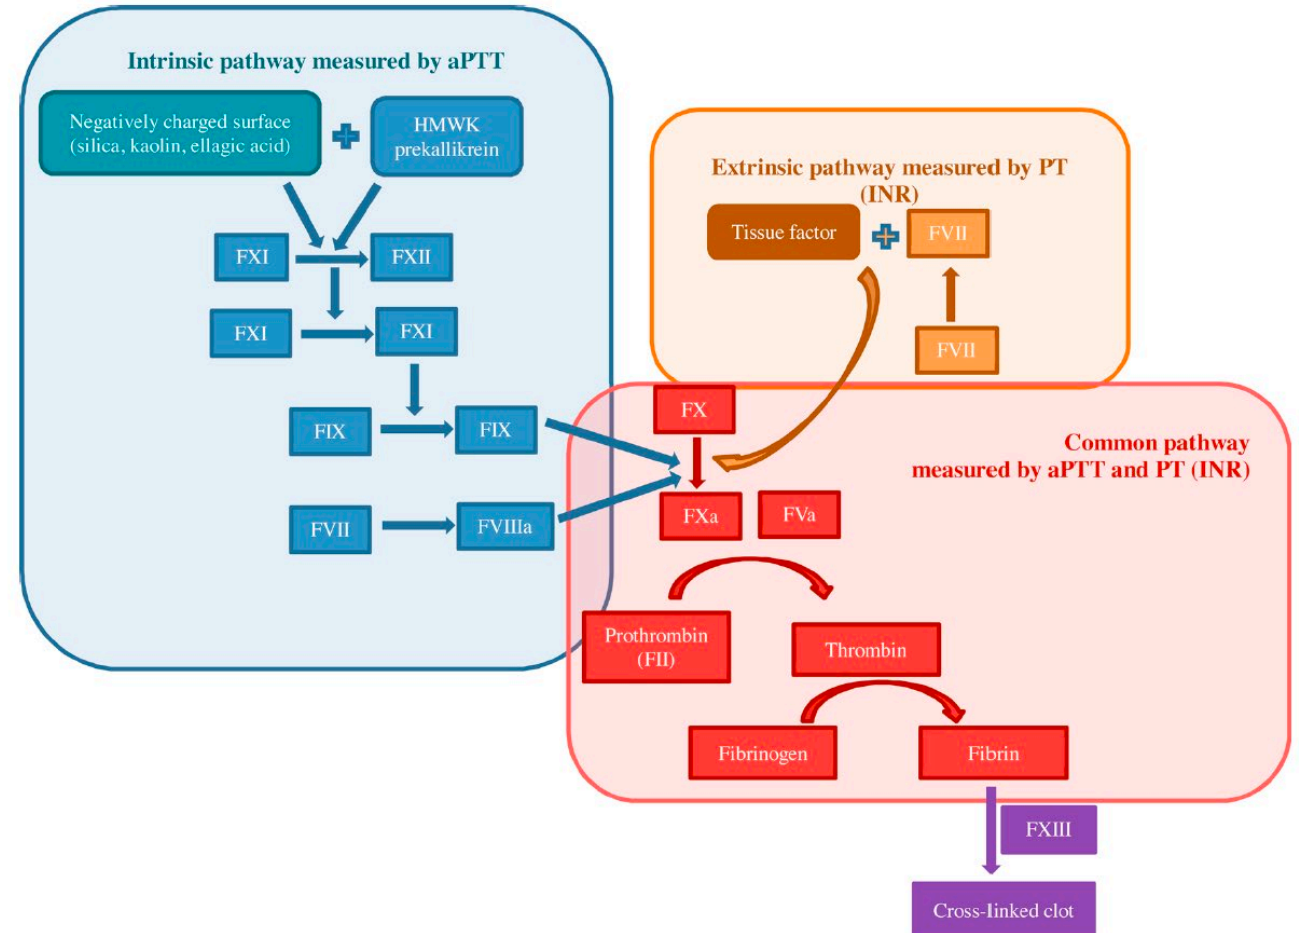 Intrinsic pathway measured by aPTT
Negatively charged surface
(silica, kaolin, ellagic acid)
HMWK
prekallikrein
FXI
FXII
FXI
FXI
FIX
FIX
FVII
FVIIIa
Extrinsic pathway measured by PT
(INR)
Tissue factor
FVII
FVII
Common pathway
measured by aPTT and PT (INR)
FX
FXa
FVa
Prothrombin
(FII)
Thrombin
Fibrinogen
Fibrin
FXIII
Cross-linked clot